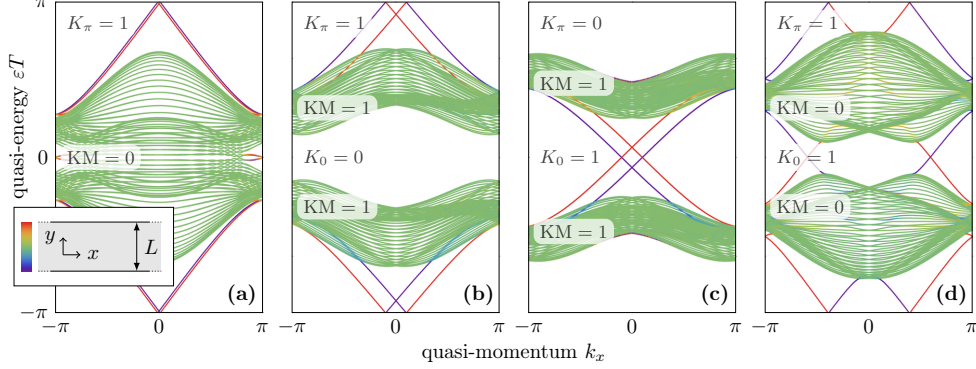 quasi-energy εT
π
0
−π
K_π = 1
KM = 0
y
x
L
(a)
−π 0 π
K_π = 1
KM = 1
K_0 = 0
KM = 1
(b)
−π 0 π
K_π = 0
KM = 1
K_0 = 1
KM = 1
(c)
−π 0 π
K_π = 1
KM = 0
K_0 = 1
KM = 0
(d)
−π 0 π
quasi-momentum k_x